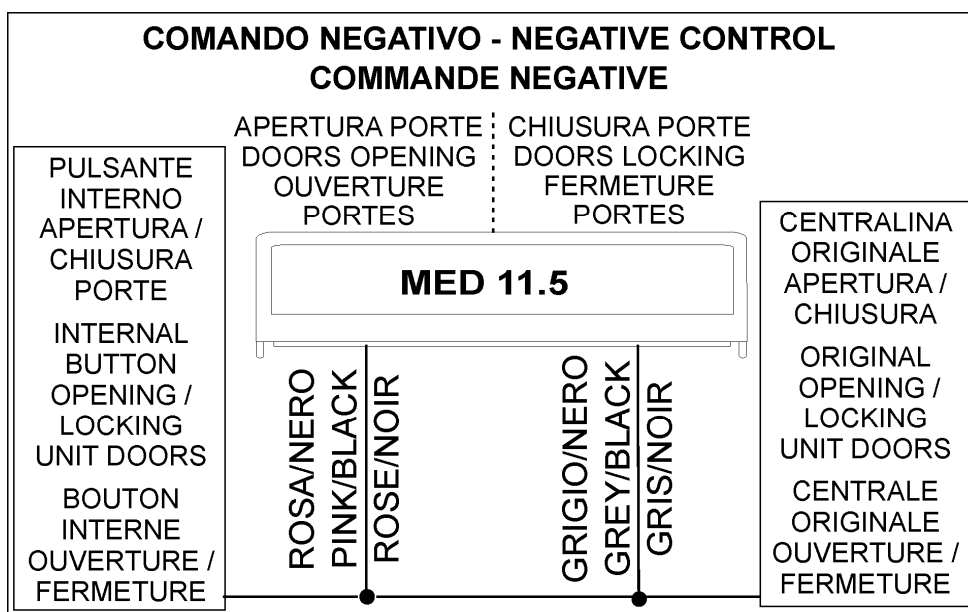 COMANDO NEGATIVO - NEGATIVE CONTROL
COMMANDE NEGATIVE
PULSANTE
INTERNO
APERTURA /
CHIUSURA
PORTE
INTERNAL
BUTTON
OPENING /
LOCKING
UNIT DOORS
BOUTON
INTERNE
OUVERTURE /
FERMETURE
APERTURA PORTE
DOORS OPENING
OUVERTURE
PORTES
CHIUSURA PORTE
DOORS LOCKING
FERMETURE
PORTES
MED 11.5
ROSA/NERO
PINK/BLACK
ROSE/NOIR
GRIGIO/NERO
GREY/BLACK
GRIS/NOIR
CENTRALINA
ORIGINALE
APERTURA /
CHIUSURA
ORIGINAL
OPENING /
LOCKING
UNIT DOORS
CENTRALE
ORIGINALE
OUVERTURE /
FERMETURE